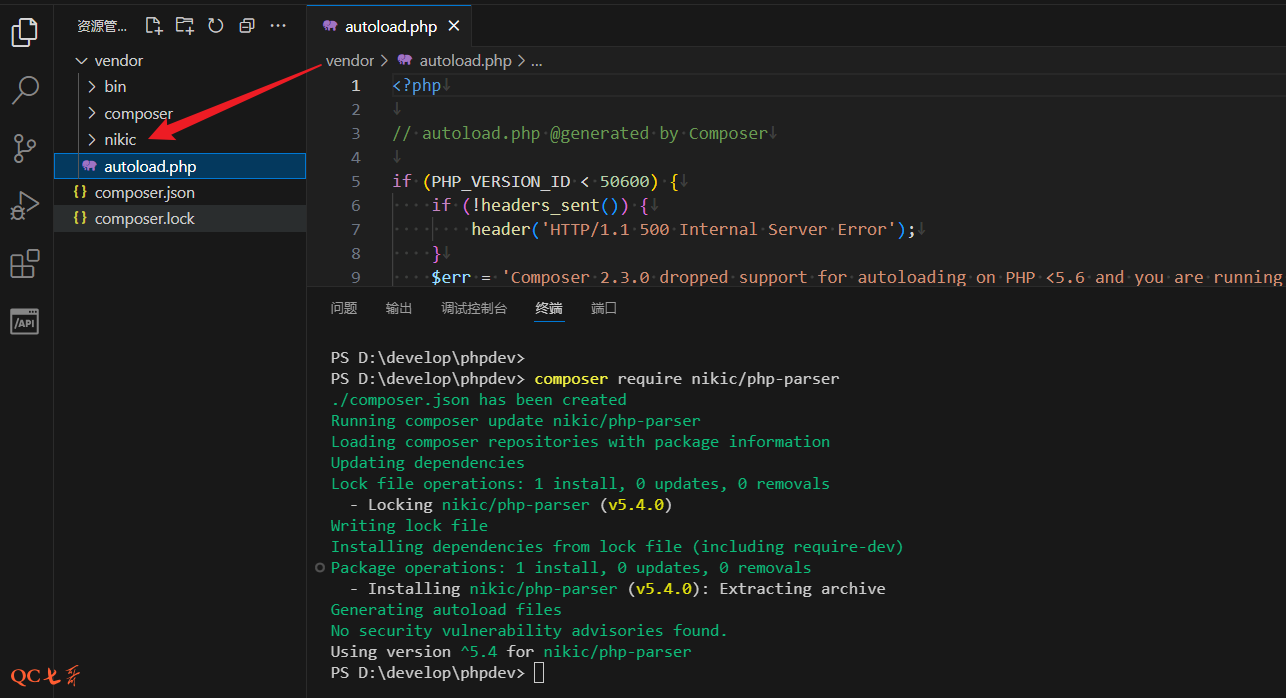 资源管...
vendor
bin
composer
nikic
autoload.php
composer.json
composer.lock
autoload.php
vendor > autoload.php > ...
1 <?php
2
3 // autoload.php @generated by Composer
4
5 if (PHP_VERSION_ID < 50600) {
6 if (!headers_sent()) {
7 header('HTTP/1.1 500 Internal Server Error');
8 }
9 $err = 'Composer 2.3.0 dropped support for autoloading on PHP <5.6 and you are running
问题 输出 调试控制台 终端 端口
PS D:\develop\phpdev>
PS D:\develop\phpdev> composer require nikic/php-parser
./composer.json has been created
Running composer update nikic/php-parser
Loading composer repositories with package information
Updating dependencies
Lock file operations: 1 install, 0 updates, 0 removals
- Locking nikic/php-parser (v5.4.0)
Writing lock file
Installing dependencies from lock file (including require-dev)
Package operations: 1 install, 0 updates, 0 removals
- Installing nikic/php-parser (v5.4.0): Extracting archive
Generating autoload files
No security vulnerability advisories found.
Using version ^5.4 for nikic/php-parser
PS D:\develop\phpdev>
/API
QC七哥